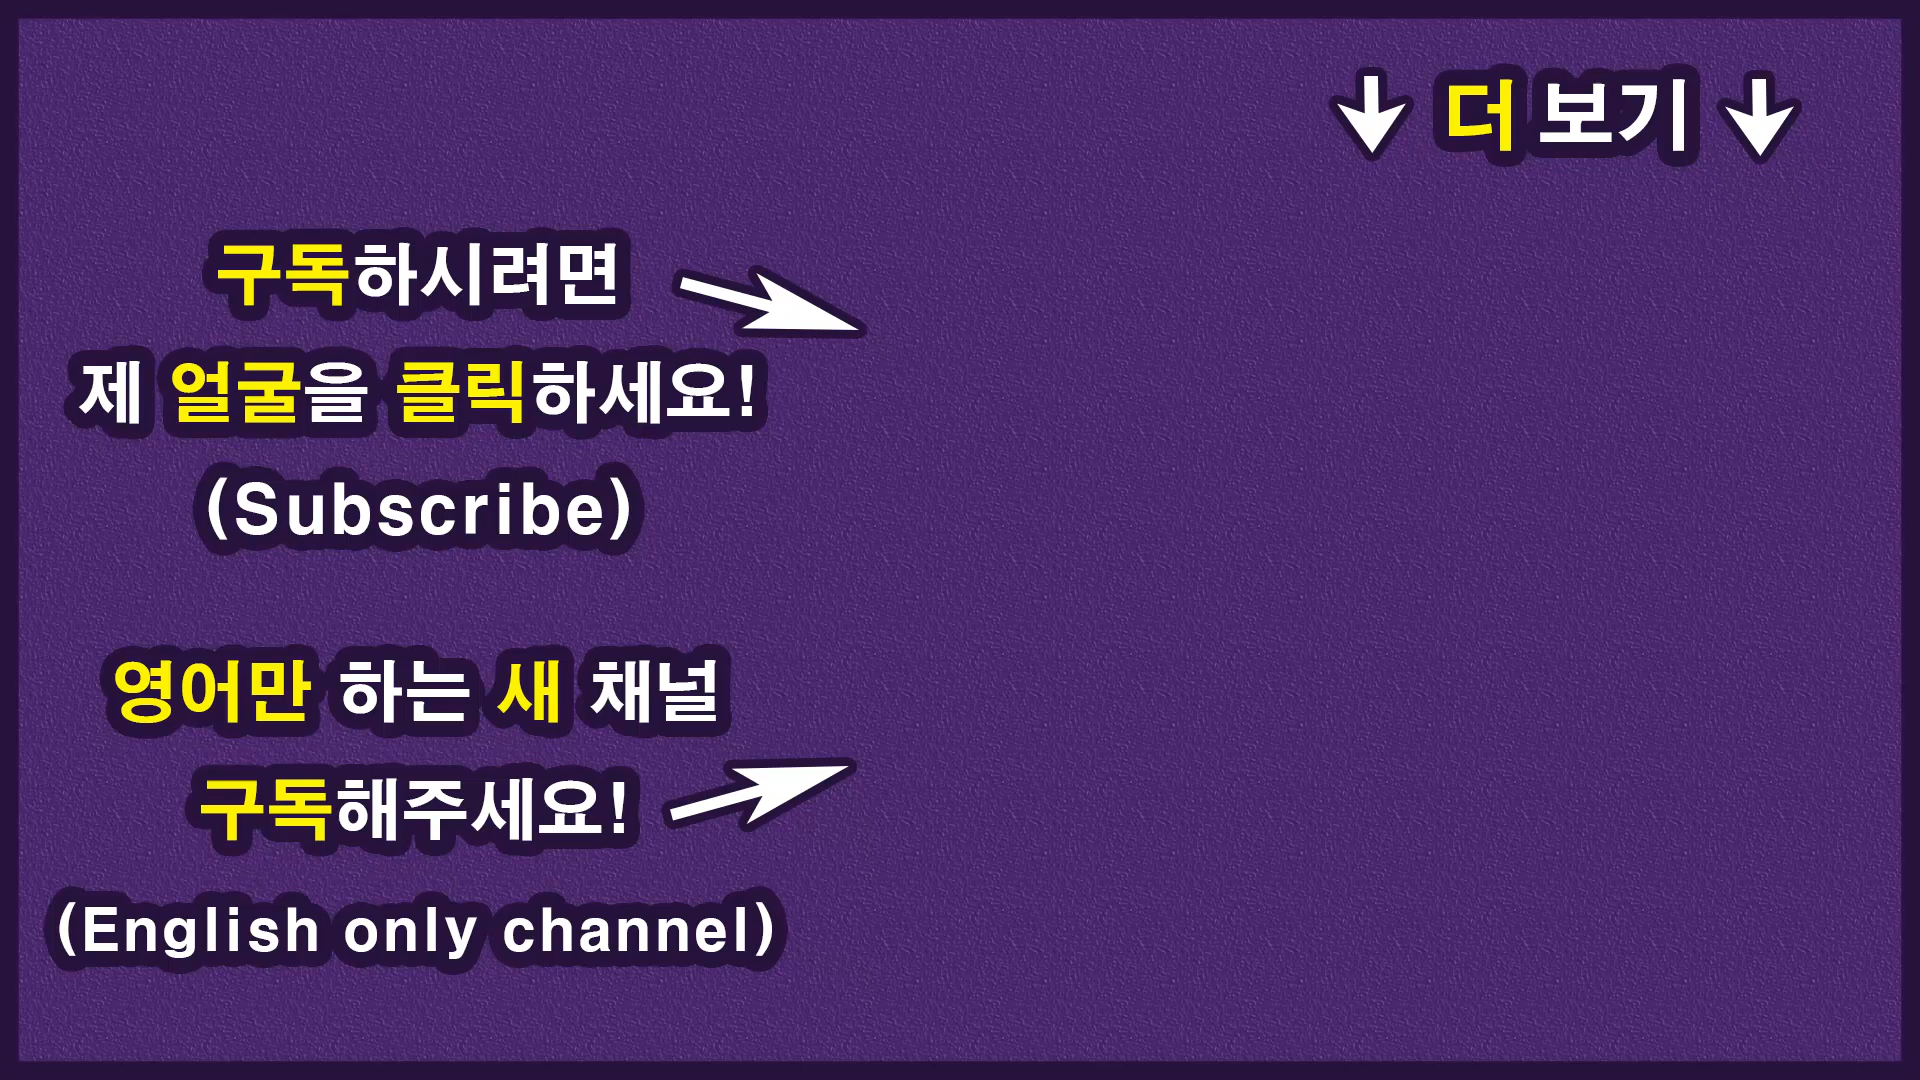 ↓ 더 보기 ↓
구독하시려면
제 얼굴을 클릭하세요!
(Subscribe)
영어만 하는 새 채널
구독해주세요!
(English only channel)